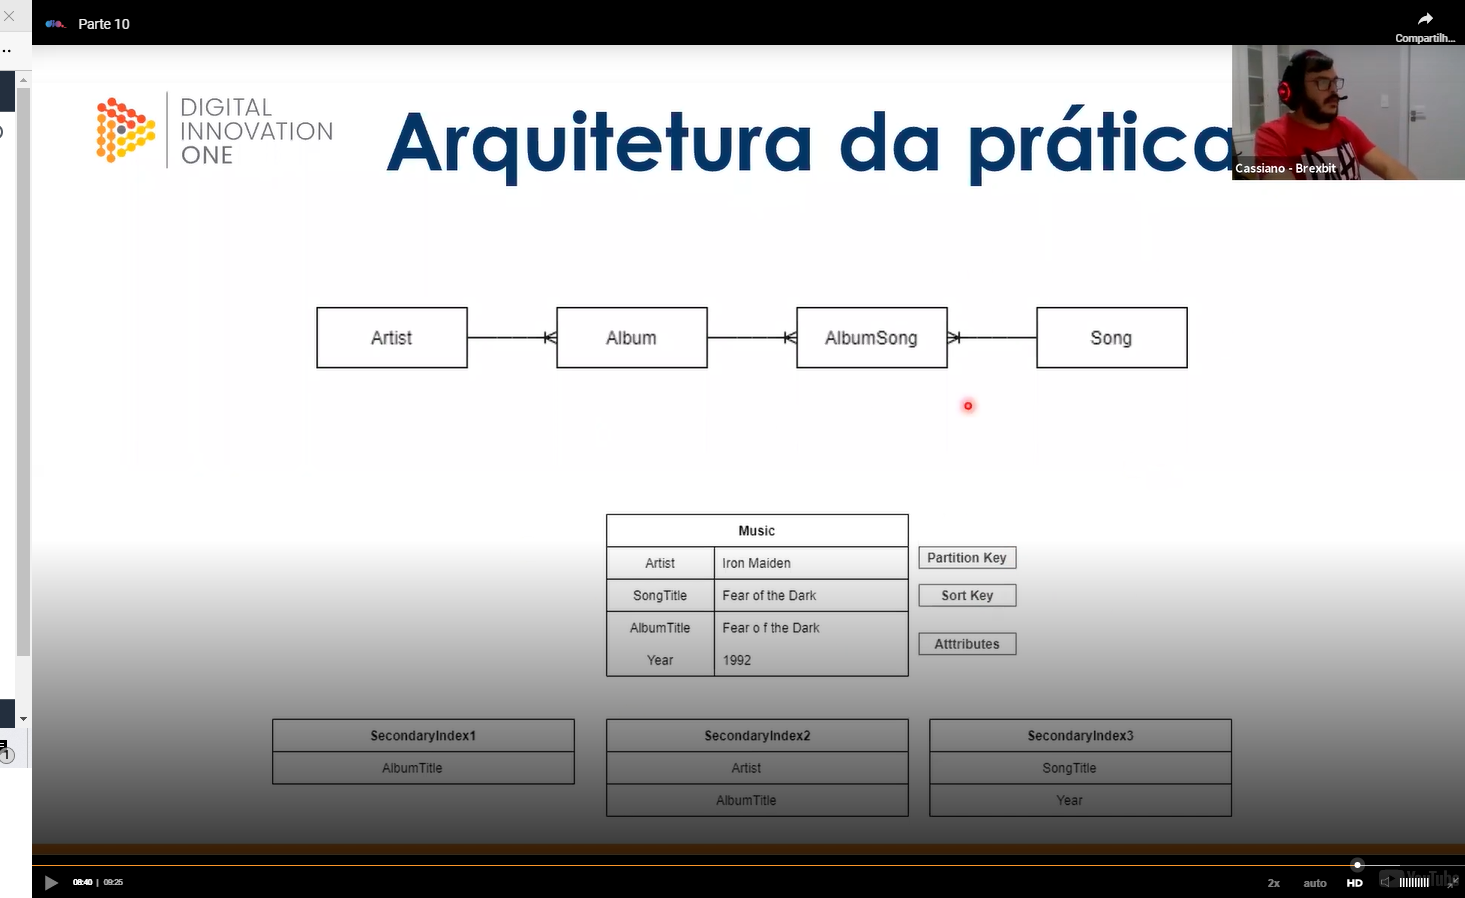 Parte 10
Compartilh...
DIGITAL
INNOVATION
ONE
Arquitetura da prática
Cassiano - Brexbit
Artist
Album
AlbumSong
Song
Music
Artist
Iron Maiden
Partition Key
SongTitle
Fear of the Dark
Sort Key
AlbumTitle
Fear o f the Dark
Atttributes
Year
1992
SecondaryIndex1
AlbumTitle
SecondaryIndex2
Artist
AlbumTitle
SecondaryIndex3
SongTitle
Year
1
08:40 | 09:25
2x
auto
HD
YouTube